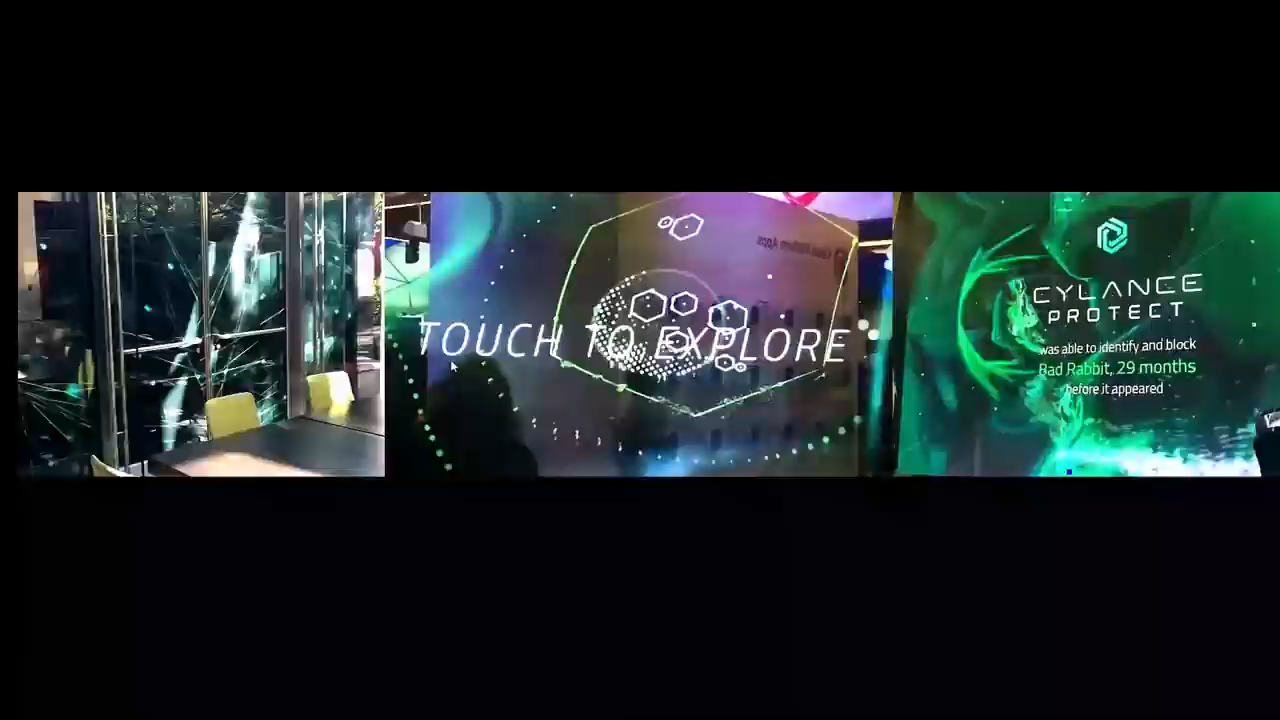 TOUCH TO EXPLORE
CYLANCE
PROTECT
was able to identify and block
Bad Rabbit, 29 months
before it appeared